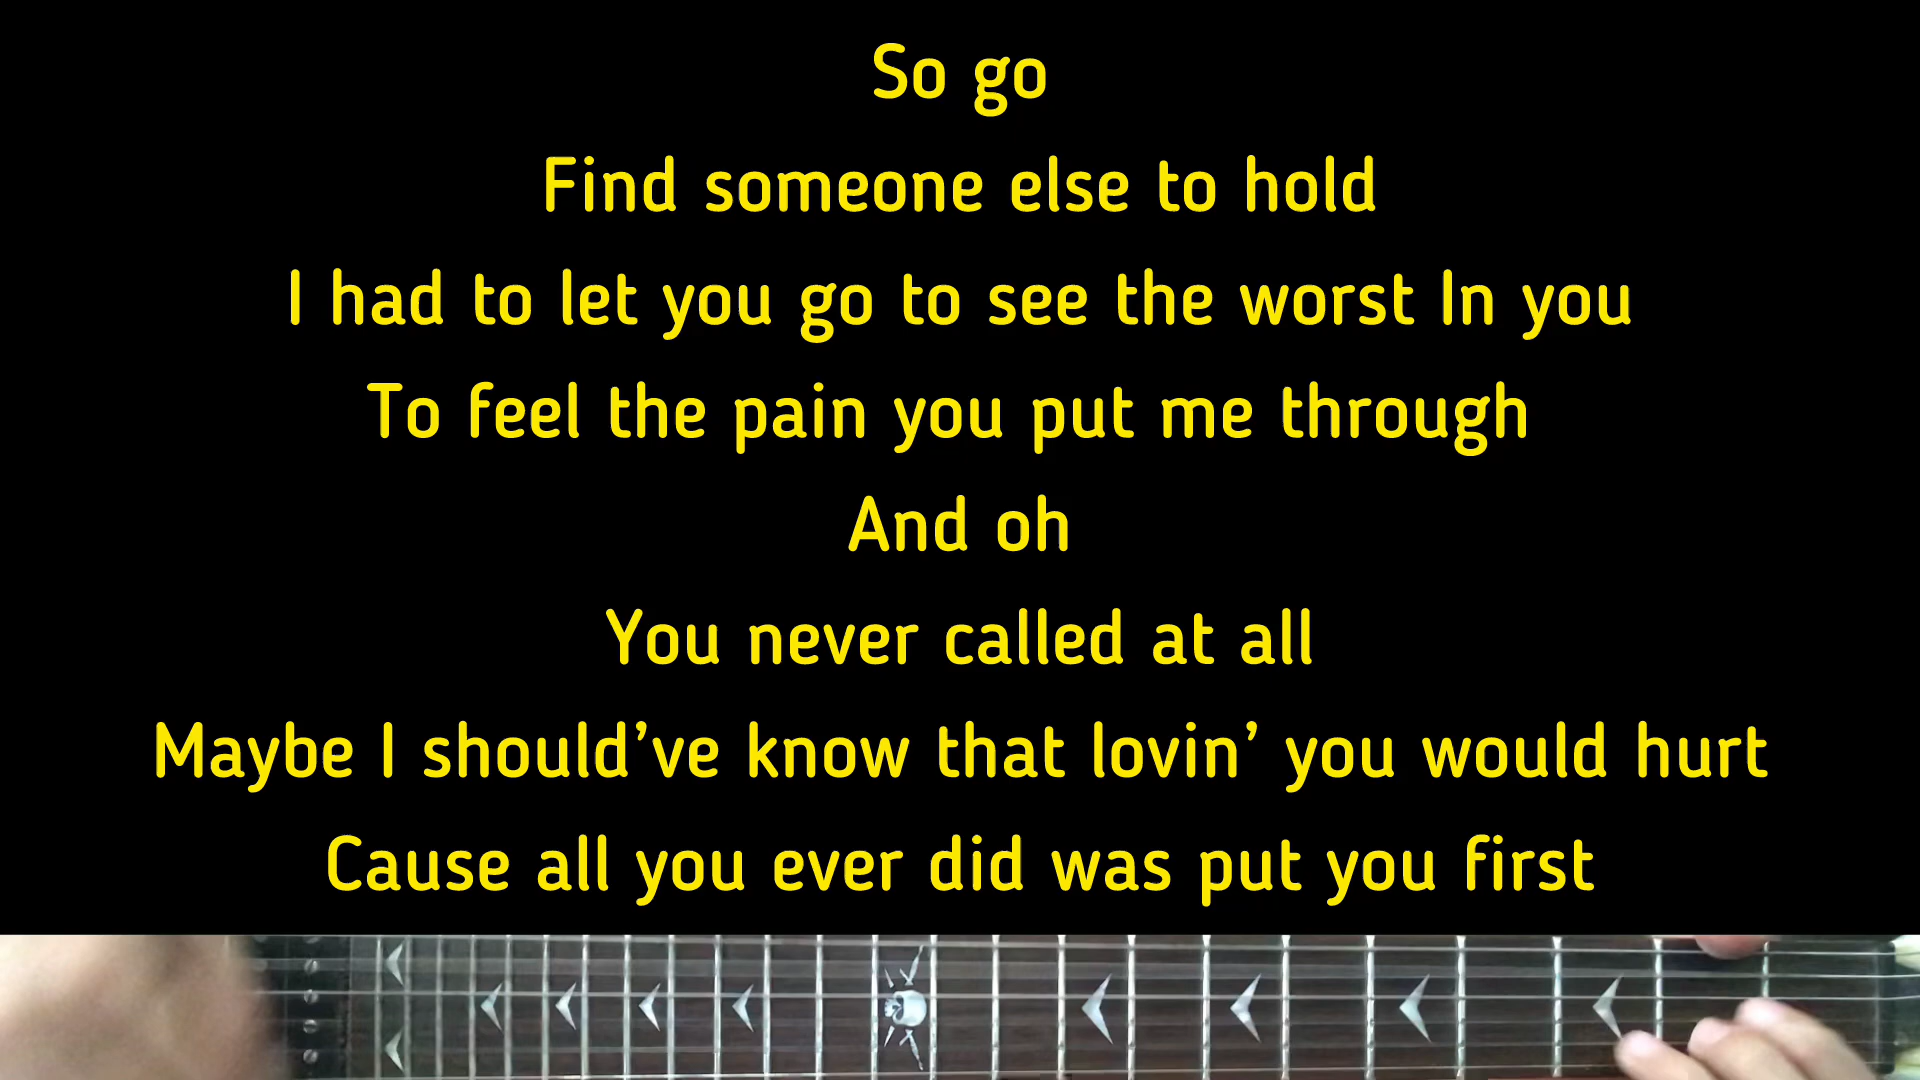 So go
Find someone else to hold
I had to let you go to see the worst In you
To feel the pain you put me through
And oh
You never called at all
Maybe I should’ve know that lovin’ you would hurt
Cause all you ever did was put you first